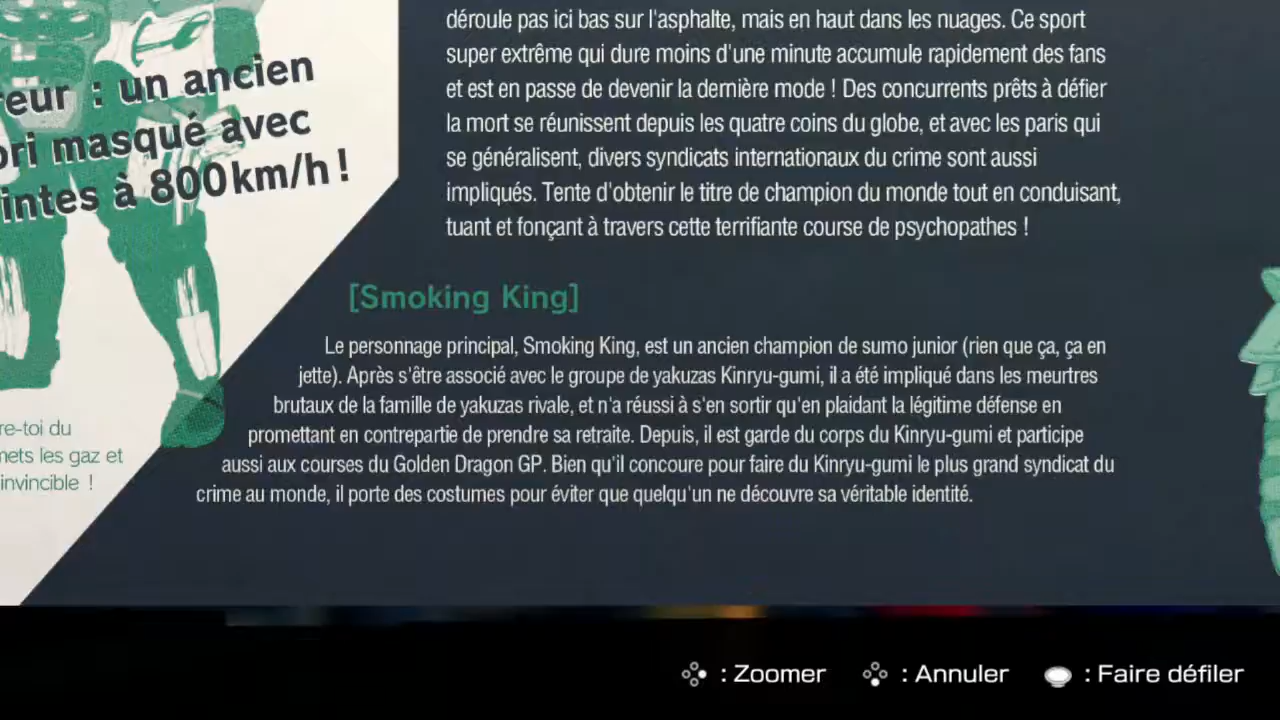 reur : un ancien
ori masqué avec
intes à 800km/h !
re-toi du
mets les gaz et
invincible !
déroule pas ici bas sur l'asphalte, mais en haut dans les nuages. Ce sport
super extrême qui dure moins d'une minute accumule rapidement des fans
et est en passe de devenir la dernière mode ! Des concurrents prêts à défier
la mort se réunissent depuis les quatre coins du globe, et avec les paris qui
se généralisent, divers syndicats internationaux du crime sont aussi
impliqués. Tente d'obtenir le titre de champion du monde tout en conduisant,
tuant et fonçant à travers cette terrifiante course de psychopathes !
[Smoking King]
Le personnage principal, Smoking King, est un ancien champion de sumo junior (rien que ça, ça en
jette). Après s'être associé avec le groupe de yakuzas Kinryu-gumi, il a été impliqué dans les meurtres
brutaux de la famille de yakuzas rivale, et n'a réussi à s'en sortir qu'en plaidant la légitime défense en
promettant en contrepartie de prendre sa retraite. Depuis, il est garde du corps du Kinryu-gumi et participe
aussi aux courses du Golden Dragon GP. Bien qu'il concoure pour faire du Kinryu-gumi le plus grand syndicat du
crime au monde, il porte des costumes pour éviter que quelqu'un ne découvre sa véritable identité.
: Zoomer : Annuler : Faire défiler